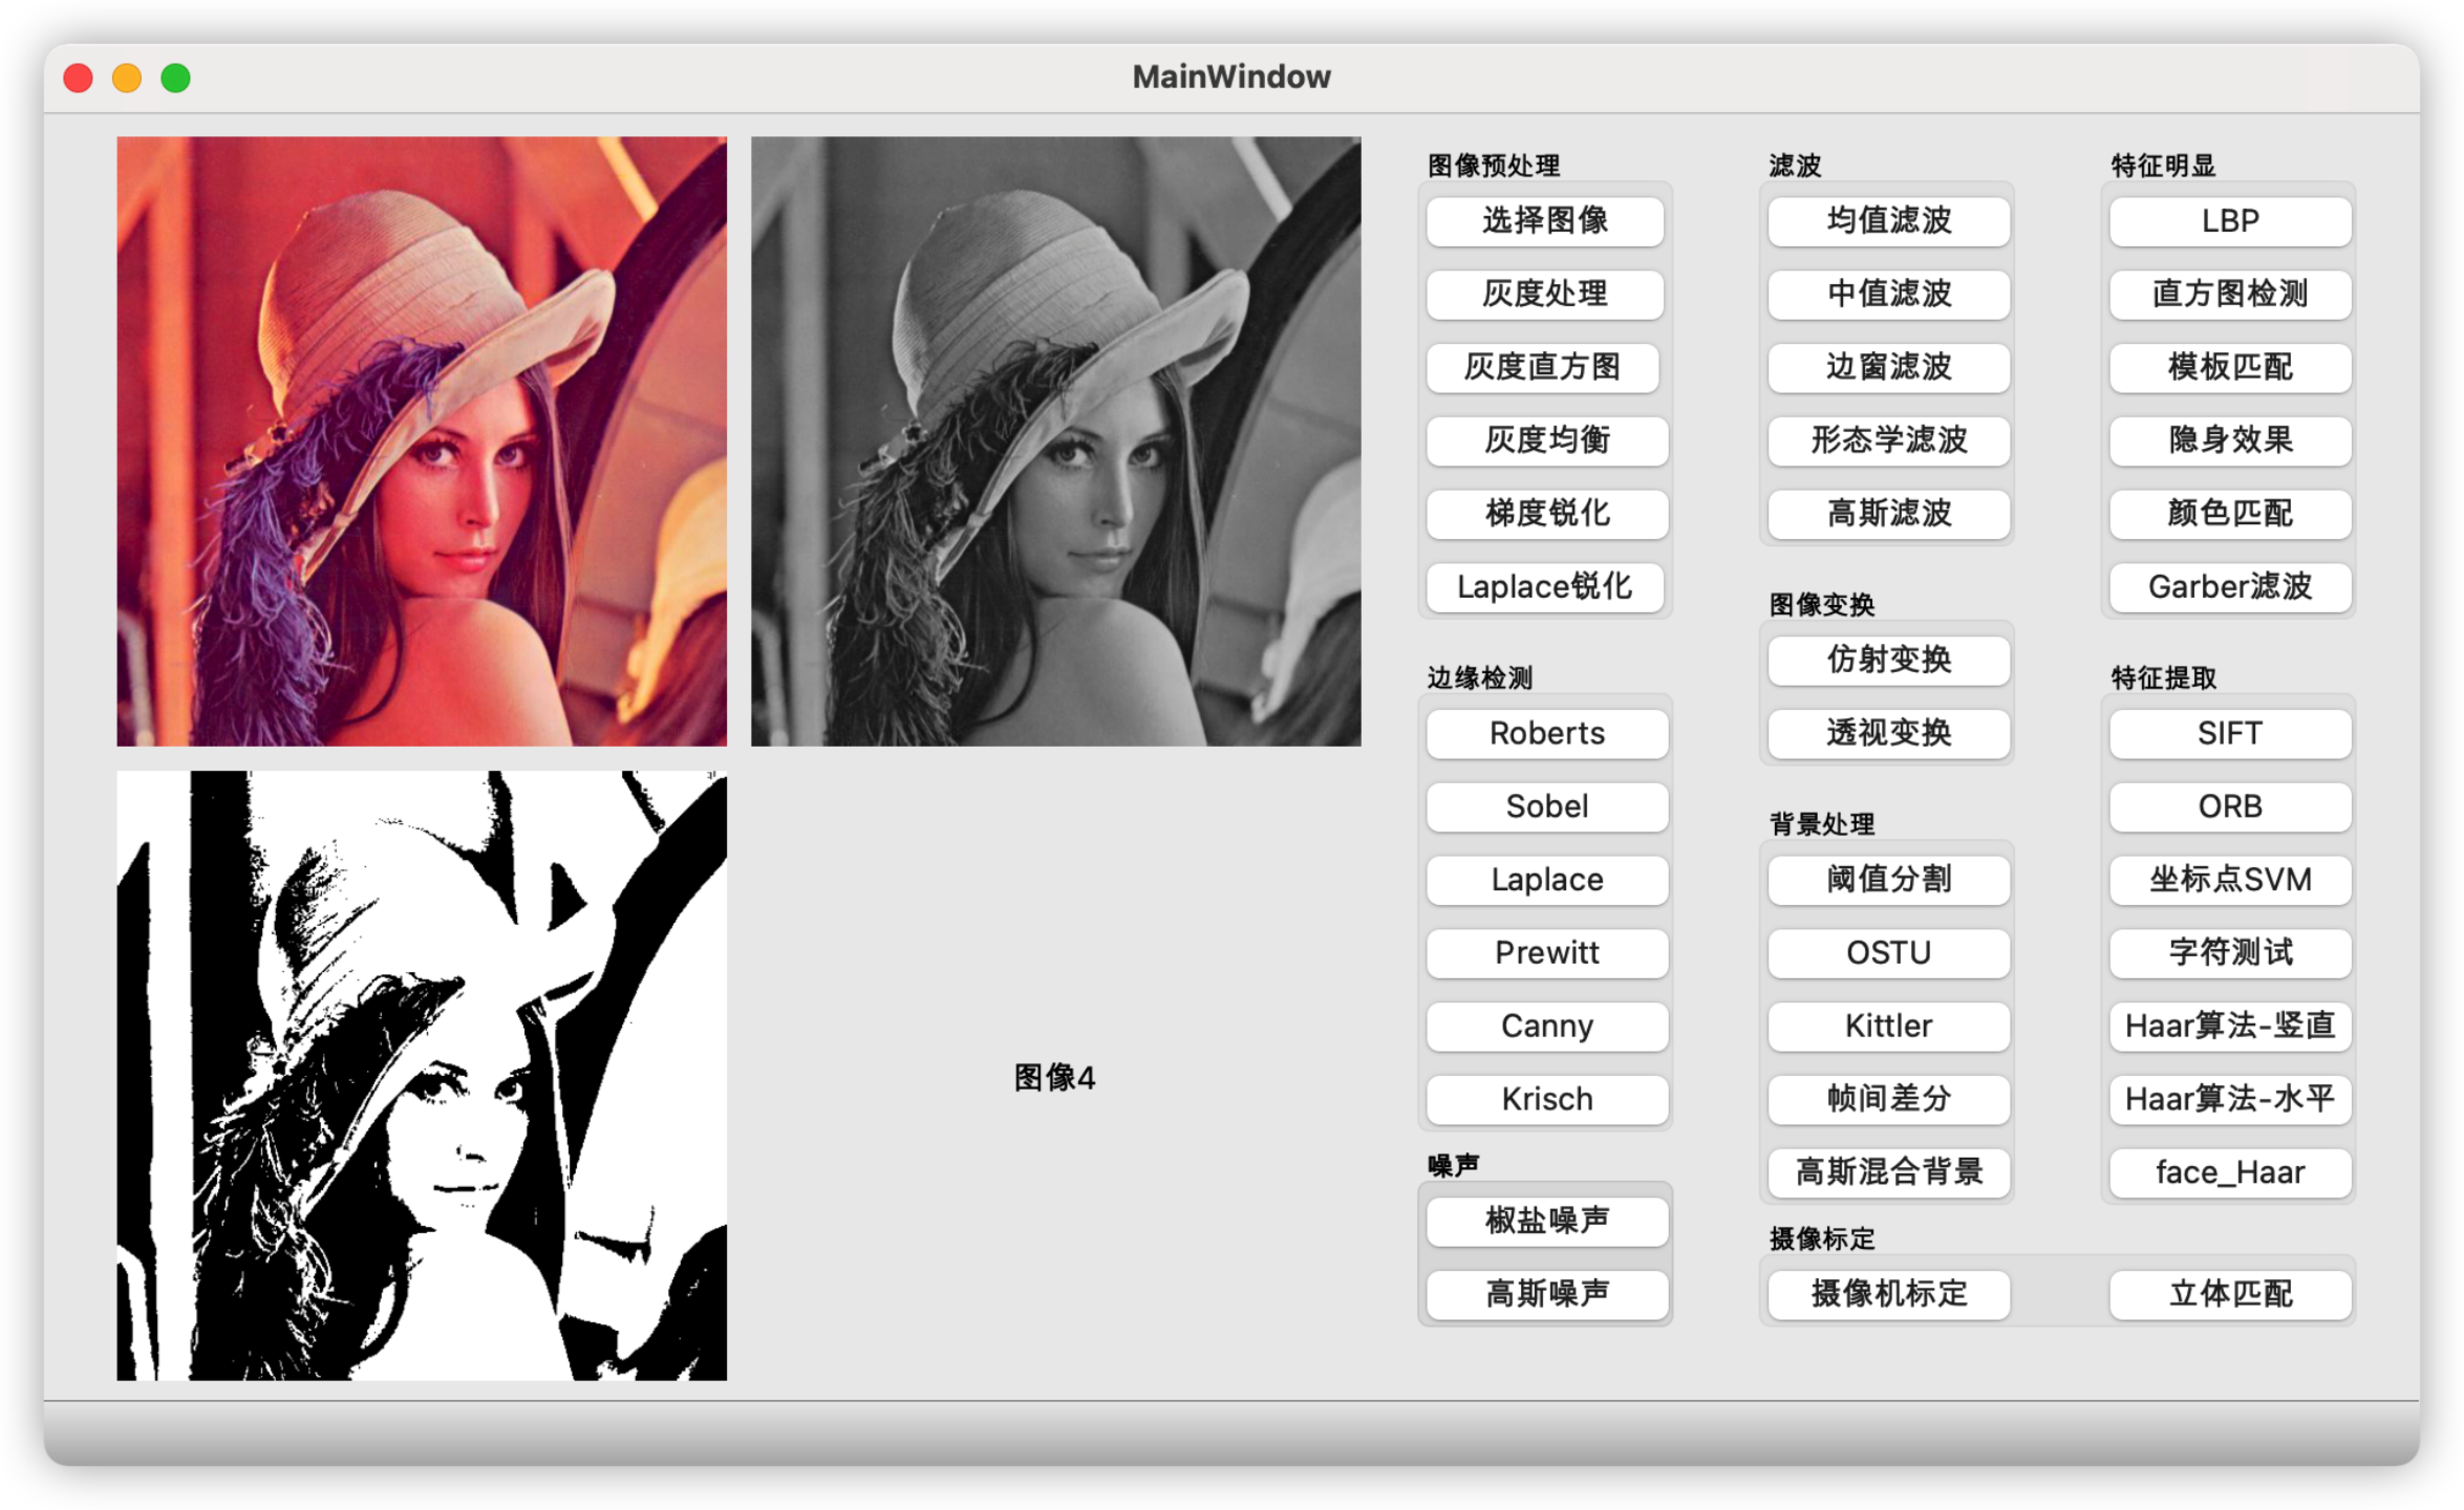 MainWindow
图像预处理
选择图像
灰度处理
灰度直方图
灰度均衡
梯度锐化
Laplace锐化
边缘检测
Roberts
Sobel
Laplace
Prewitt
Canny
Krisch
噪声
椒盐噪声
高斯噪声
滤波
均值滤波
中值滤波
边窗滤波
形态学滤波
高斯滤波
图像变换
仿射变换
透视变换
背景处理
阈值分割
OSTU
Kittler
帧间差分
高斯混合背景
特征明显
LBP
直方图检测
模板匹配
隐身效果
颜色匹配
Garber滤波
特征提取
SIFT
ORB
坐标点SVM
字符测试
Haar算法-竖直
Haar算法-水平
face_Haar
摄像标定
摄像机标定
立体匹配
图像4